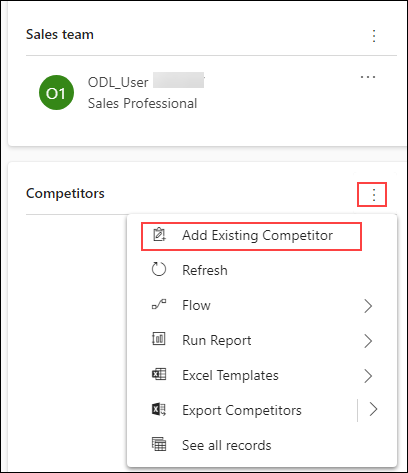 Sales team
O1
ODL_User
Sales Professional
Competitors
Add Existing Competitor
Refresh
Flow
Run Report
Excel Templates
Export Competitors
See all records